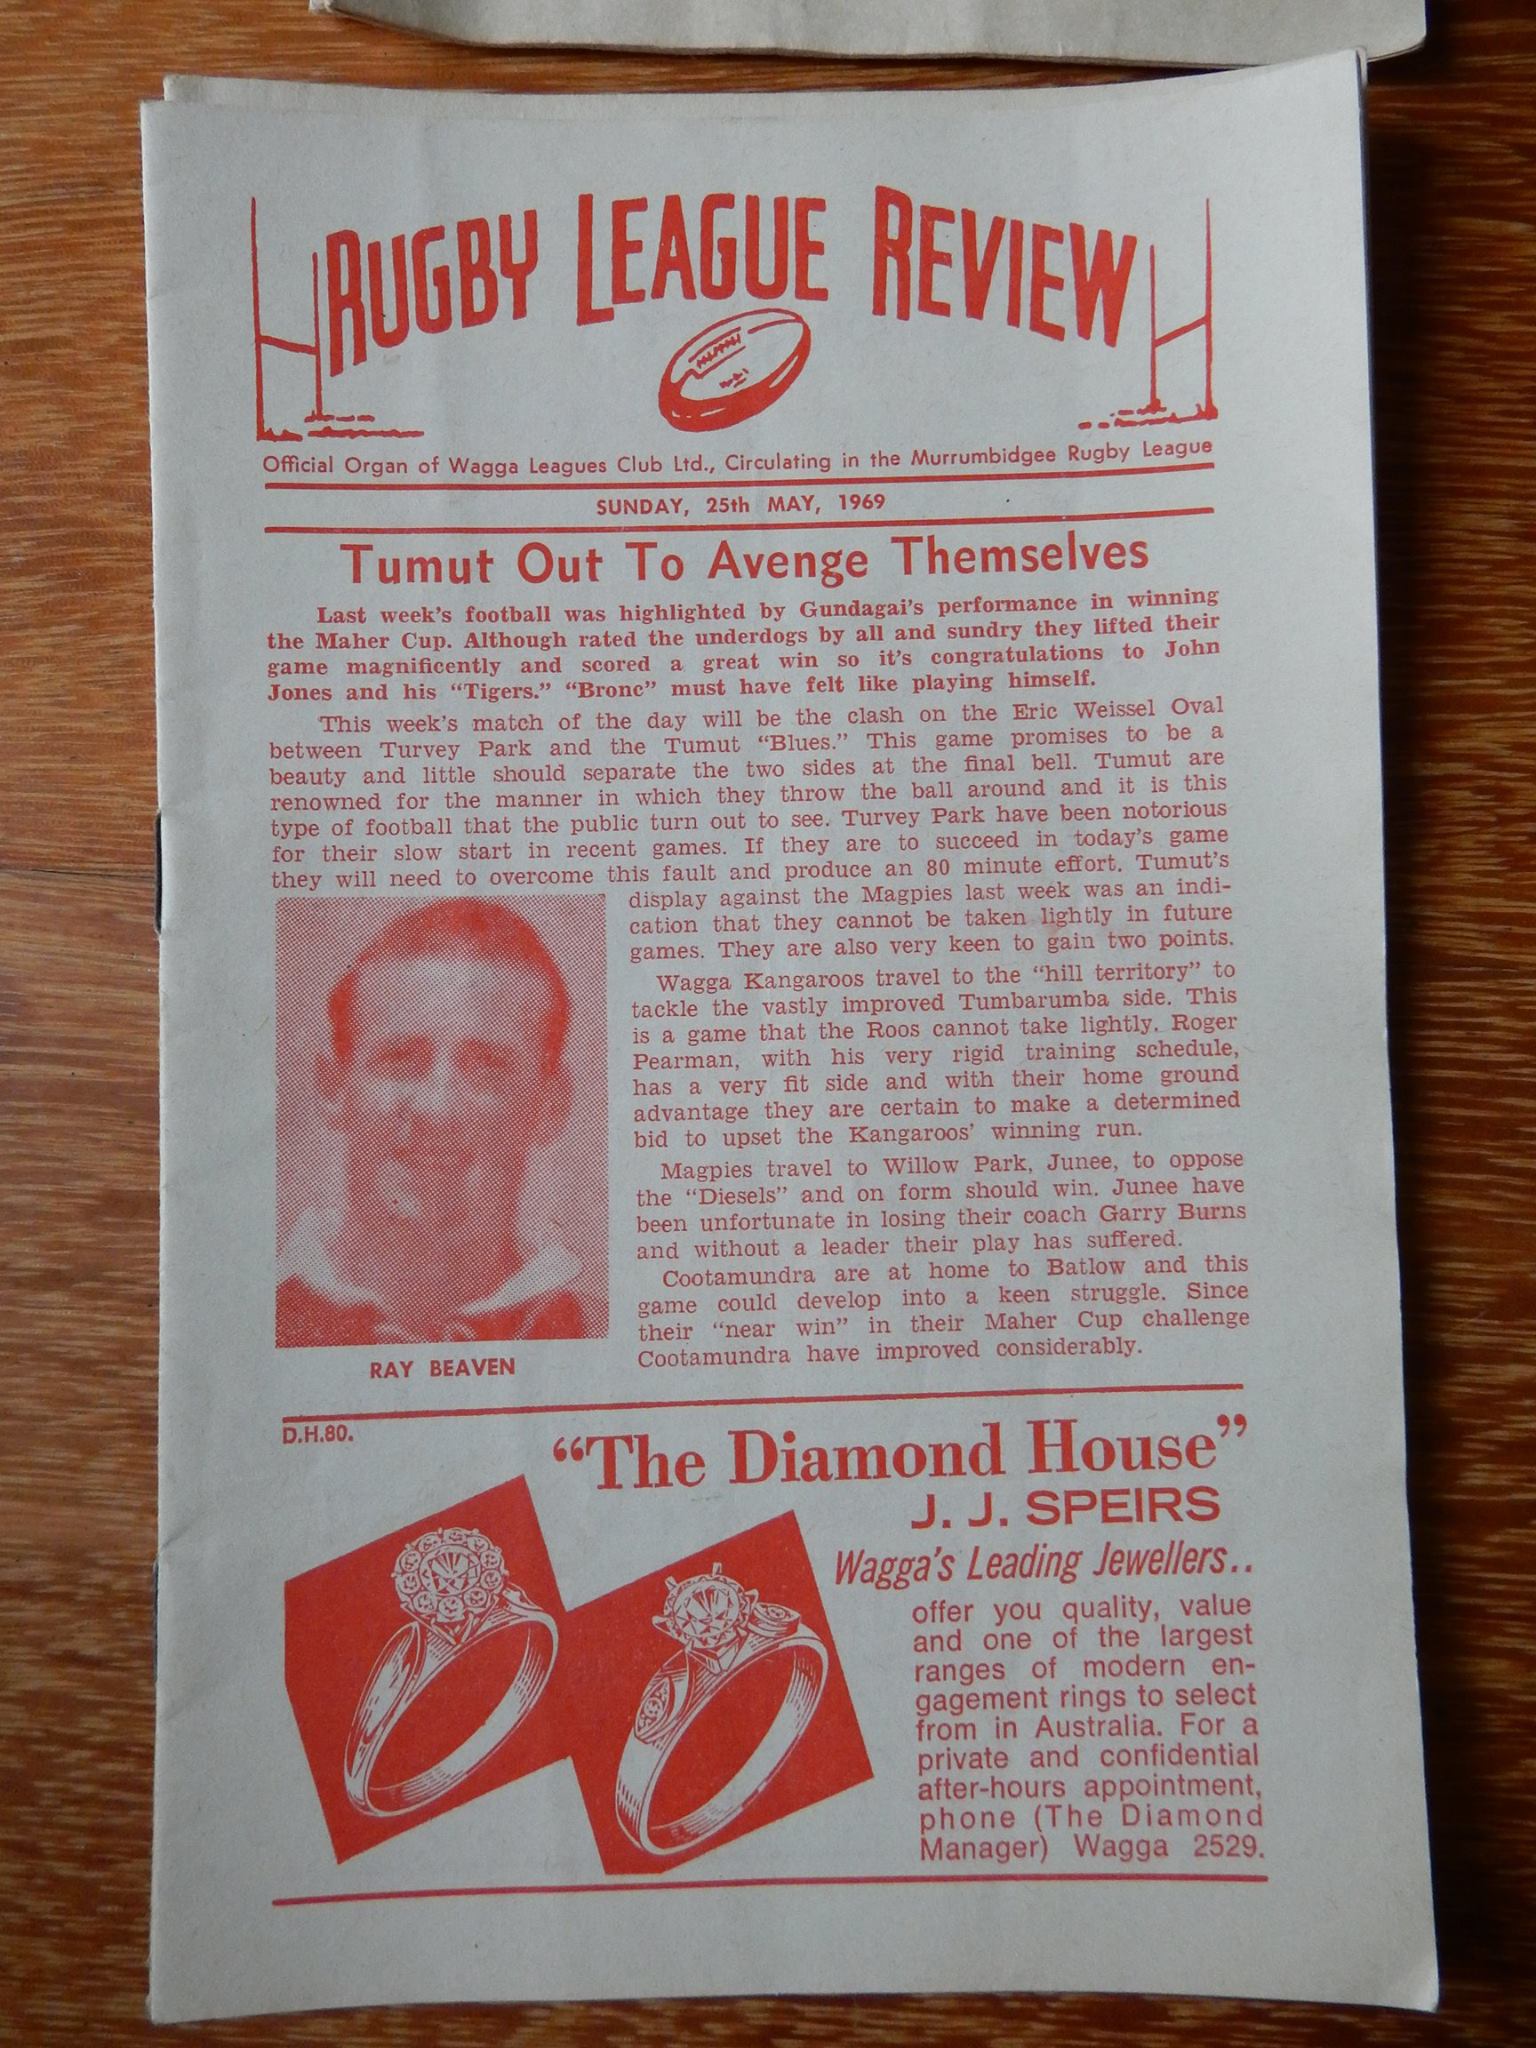 RUGBY LEAGUE REVIEW
Official Organ of Wagga Leagues Club Ltd., Circulating in the Murrumbidgee Rugby League
SUNDAY, 25th MAY, 1969
Tumut Out To Avenge Themselves
Last week's football was highlighted by Gundagai's performance in winning
the Maher Cup. Although rated the underdogs by all and sundry they lifted their
game magnificently and scored a great win so it's congratulations to John
Jones and his "Tigers." "Bronc" must have felt like playing himself.
This week's match of the day will be the clash on the Eric Weissel Oval
between Turvey Park and the Tumut "Blues." This game promises to be a
beauty and little should separate the two sides at the final bell. Tumut are
renowned for the manner in which they throw the ball around and it is this
type of football that the public turn out to see. Turvey Park have been notorious
for their slow start in recent games. If they are to succeed in today's game
they will need to overcome this fault and produce an 80 minute effort. Tumut's
display against the Magpies last week was an indi-
cation that they cannot be taken lightly in future
games. They are also very keen to gain two points.
Wagga Kangaroos travel to the "hill territory" to
tackle the vastly improved Tumbarumba side. This
is a game that the Roos cannot take lightly. Roger
Pearman, with his very rigid training schedule,
has a very fit side and with their home ground
advantage they are certain to make a determined
bid to upset the Kangaroos' winning run.
Magpies travel to Willow Park, Junee, to oppose
the "Diesels" and on form should win. Junee have
been unfortunate in losing their coach Garry Burns
and without a leader their play has suffered.
Cootamundra are at home to Batlow and this
game could develop into a keen struggle. Since
their "near win" in their Maher Cup challenge
Cootamundra have improved considerably.
RAY BEAVEN
D.H.80.
"The Diamond House"
J. J. SPEIRS
Wagga's Leading Jewellers..
offer you quality, value
and one of the largest
ranges of modern en-
gagement rings to select
from in Australia. For a
private and confidential
after-hours appointment,
phone (The Diamond
Manager) Wagga 2529.